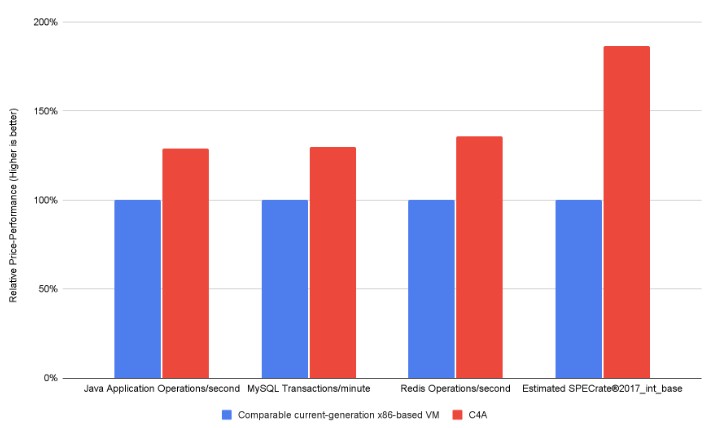 Relative Price-Performance (Higher is better)
200%
150%
100%
50%
0%
Java Application Operations/second
MySQL Transactions/minute
Redis Operations/second
Estimated SPECrate®2017_int_base
Comparable current-generation x86-based VM
C4A